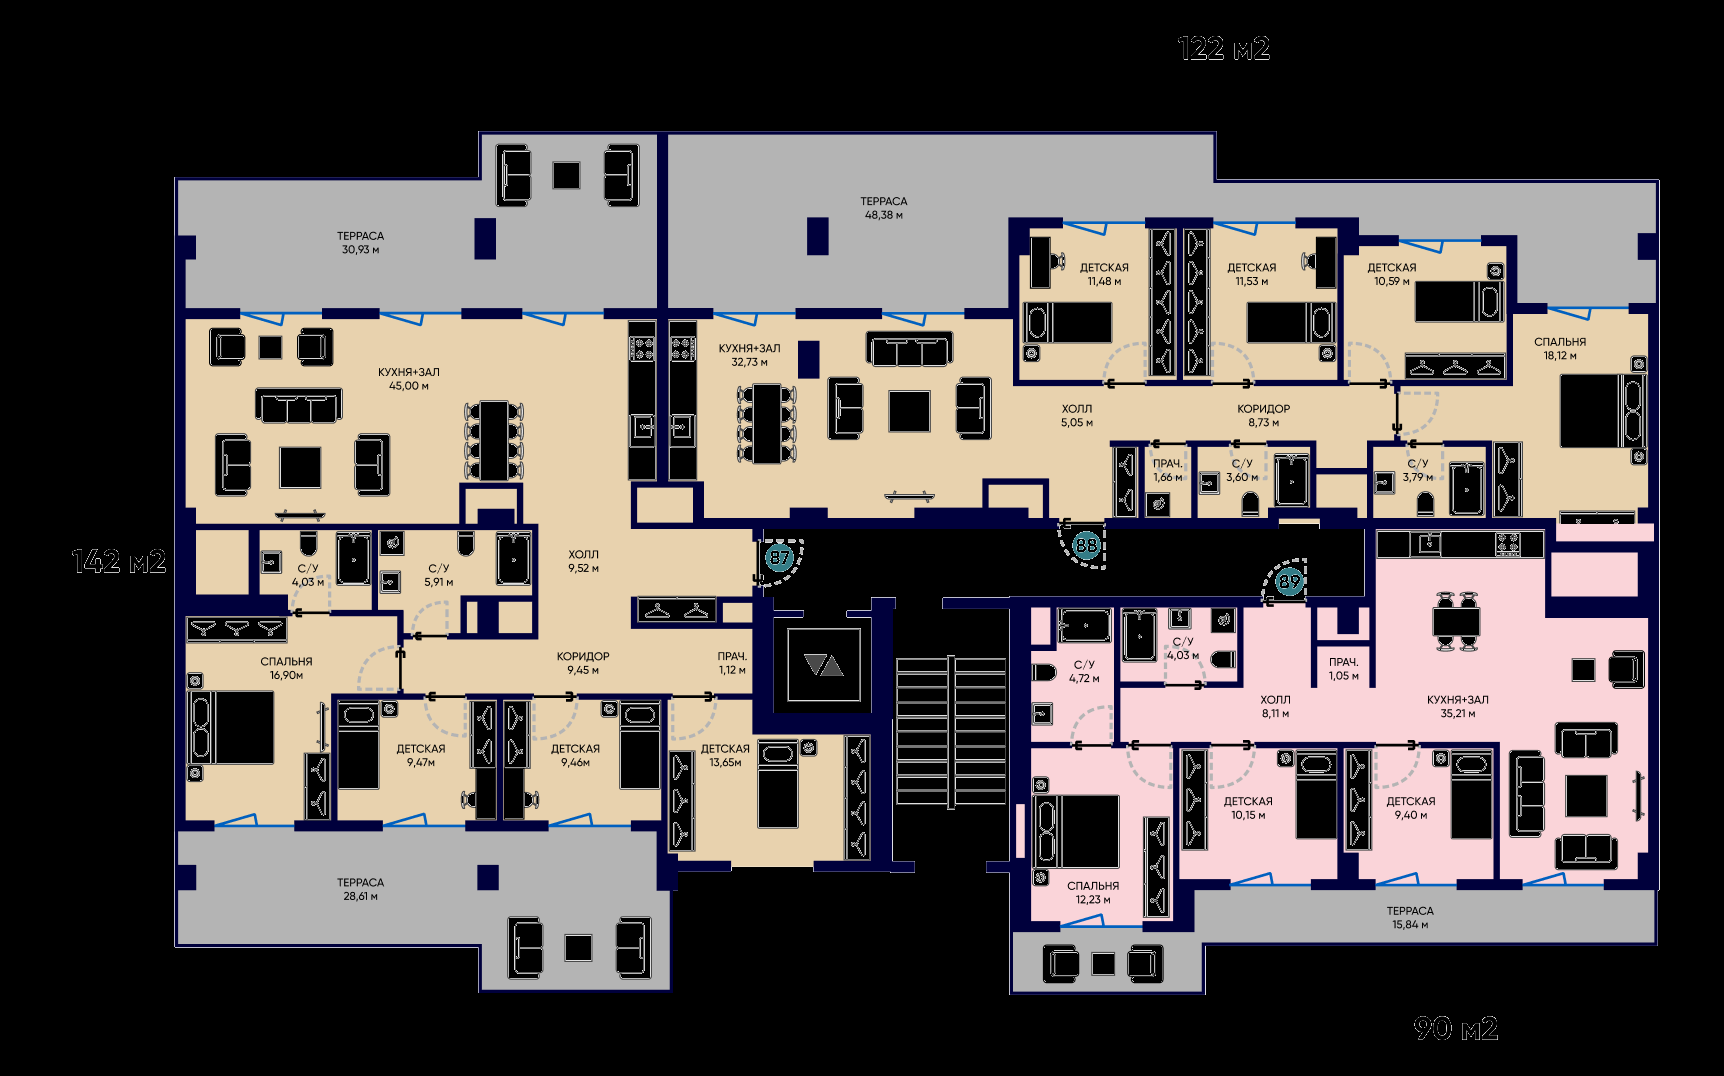 122 м2
ТЕРРАСА
48,38 м
ТЕРРАСА
30,93 м
ДЕТСКАЯ
11,48 м
ДЕТСКАЯ
11,53 м
ДЕТСКАЯ
10,59 м
КУХНЯ+ЗАЛ
32,73 м
СПАЛЬНЯ
18,12 м
КУХНЯ+ЗАЛ
45,00 м
ХОЛЛ
5,05 м
КОРИДОР
8,73 м
ПРАЧ.
1,66 м
С/У
3,60 м
С/У
3,79 м
142 м2
С/У
4,03 м
С/У
5,91 м
ХОЛЛ
9,52 м
87
88
89
СПАЛЬНЯ
16,90м
КОРИДОР
9,45 м
ПРАЧ.
1,12 м
С/У
4,72 м
С/У
4,03 м
ПРАЧ.
1,05 м
ХОЛЛ
8,11 м
КУХНЯ+ЗАЛ
35,21 м
ДЕТСКАЯ
9,47м
ДЕТСКАЯ
9,46м
ДЕТСКАЯ
13,65м
ДЕТСКАЯ
10,15 м
ДЕТСКАЯ
9,40 м
ТЕРРАСА
28,61 м
СПАЛЬНЯ
12,23 м
ТЕРРАСА
15,84 м
90 м2